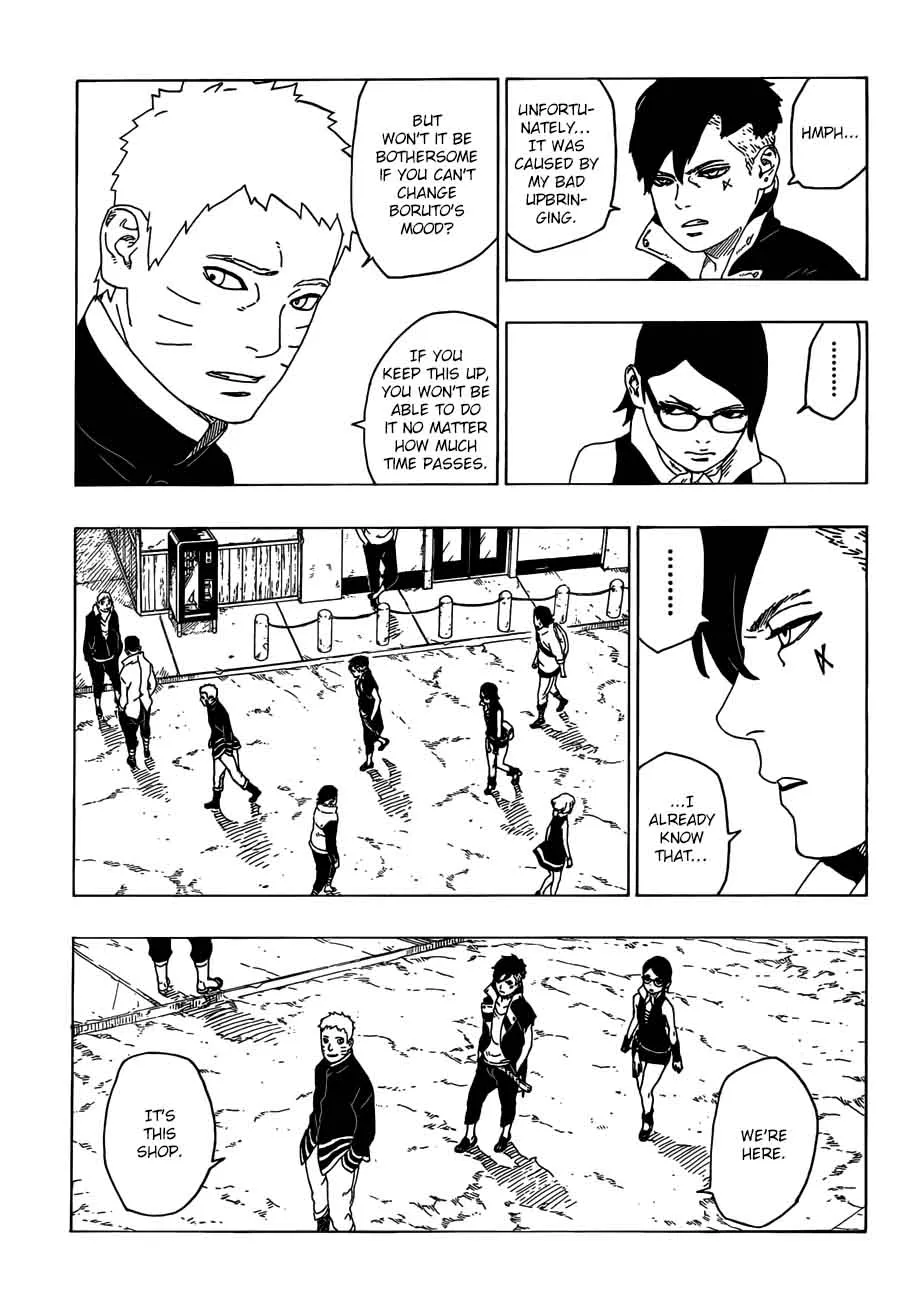 HMPH...
UNFORTU-
NATELY...
IT WAS
CAUSED BY
MY BAD
UPBRIN-
GING.
BUT
WON'T IT BE
BOTHERSOME
IF YOU CAN'T
CHANGE
BORUTO'S
MOOD?
IF YOU
KEEP THIS UP,
YOU WON'T BE
ABLE TO DO
IT NO MATTER
HOW MUCH
TIME PASSES.
.........
.........
...I
ALREADY
KNOW
THAT...
WE'RE
HERE.
IT'S
THIS
SHOP.